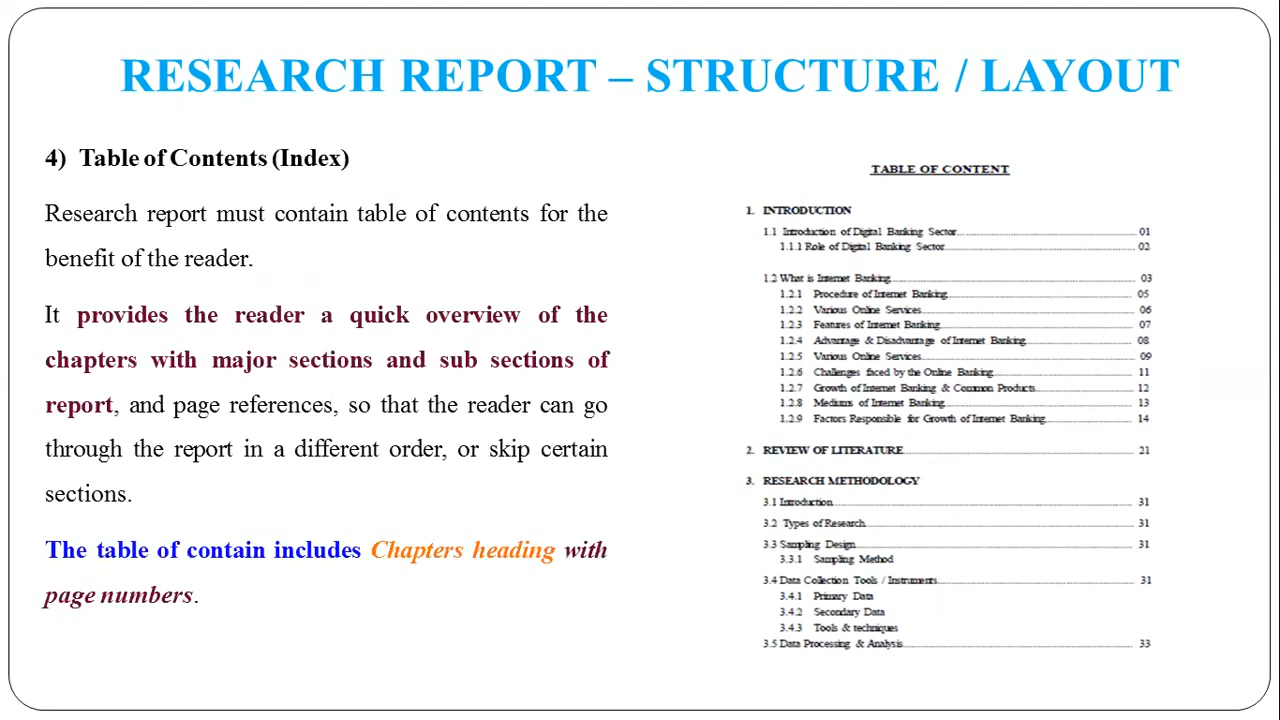 RESEARCH REPORT – STRUCTURE / LAYOUT
4) Table of Contents (Index)
Research report must contain table of contents for the
benefit of the reader.
It provides the reader a quick overview of the
chapters with major sections and sub sections of
report, and page references, so that the reader can go
through the report in a different order, or skip certain
sections.
The table of contain includes Chapters heading with
page numbers.
TABLE OF CONTENT
1. INTRODUCTION
1.1 Introduction of Digital Banking Sector 01
1.1.1 Role of Digital Banking Sector 02
1.2 What is Internet Banking 03
1.2.1 Procedure of Internet Banking 05
1.2.2 Various Online Services 06
1.2.3 Features of Internet Banking 07
1.2.4 Advantage & Disadvantage of Internet Banking 08
1.2.5 Various Online Services 09
1.2.6 Challenges faced by the Online Banking 11
1.2.7 Growth of Internet Banking & Common Products 12
1.2.8 Mediums of Internet Banking 13
1.2.9 Factors Responsible for Growth of Internet Banking 14
2. REVIEW OF LITERATURE 21
3. RESEARCH METHODOLOGY
3.1 Introduction 31
3.2 Types of Research 31
3.3 Sampling Design 31
3.3.1 Sampling Method
3.4 Data Collection Tools / Instruments 31
3.4.1 Primary Data
3.4.2 Secondary Data
3.4.3 Tools & techniques
3.5 Data Processing & Analysis 33